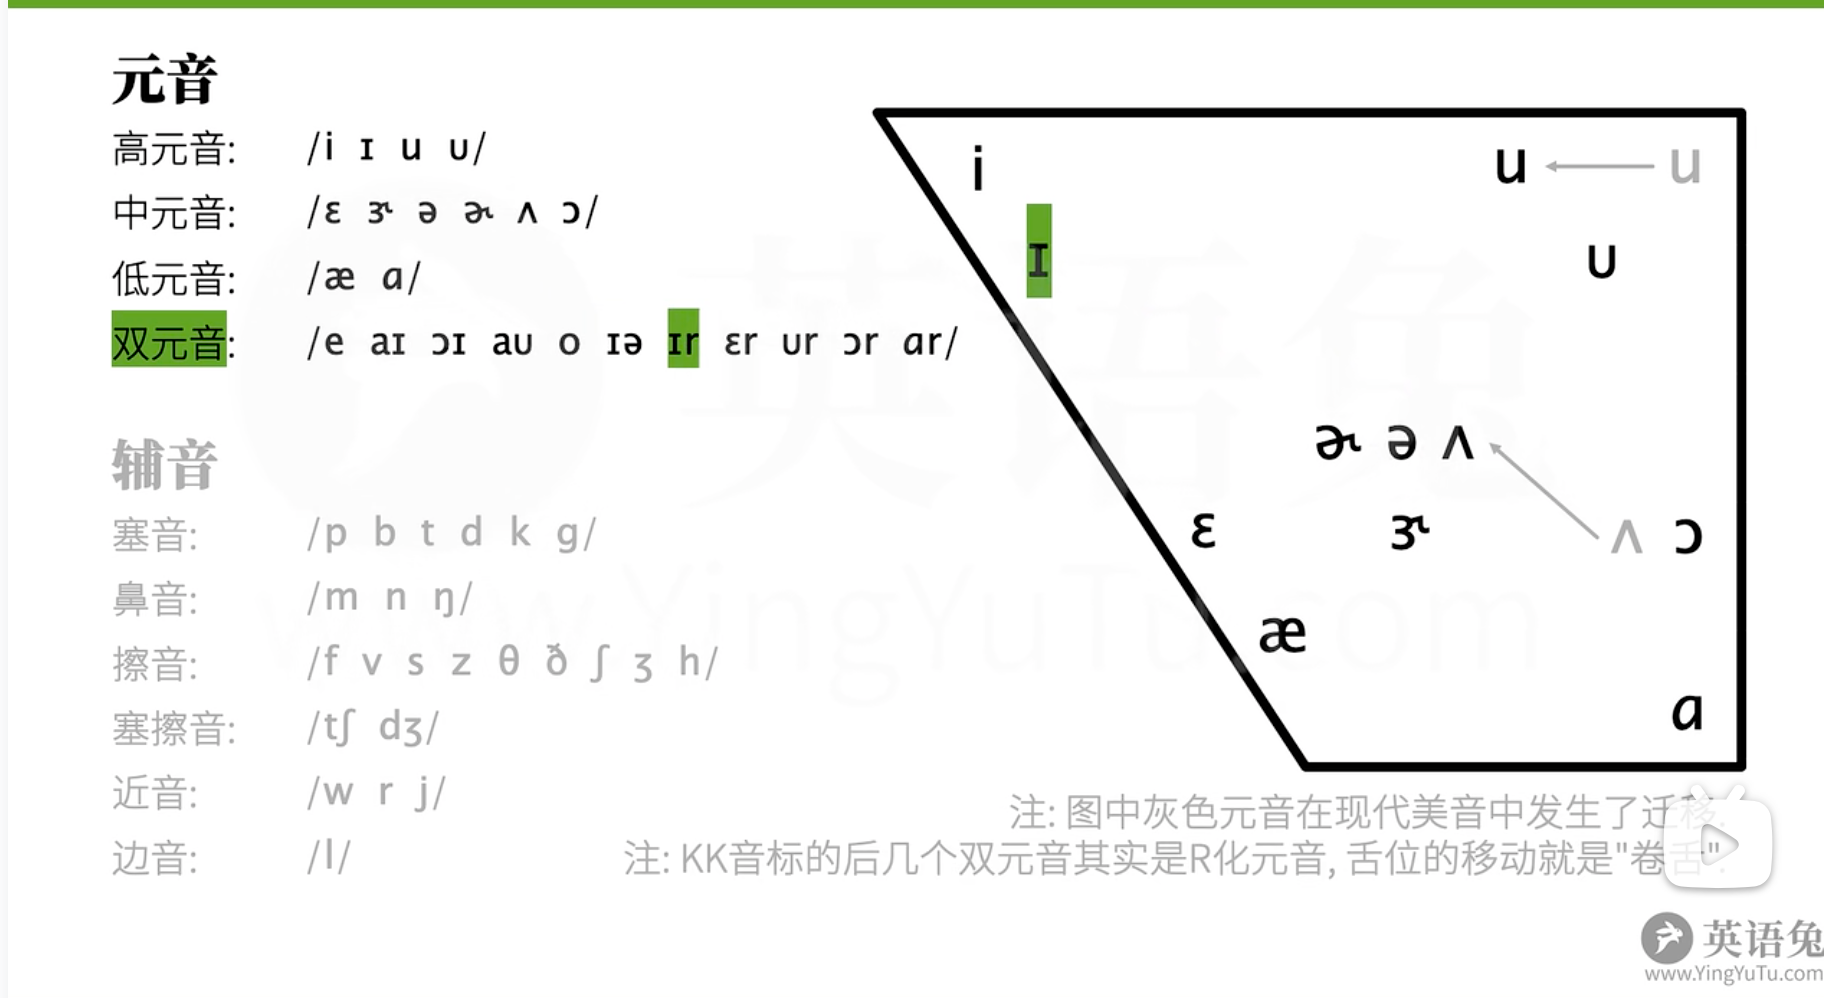 元音
高元音: /i ɪ u ʊ/
中元音: /ɛ ɝ ə ɚ ʌ ɔ/
低元音: /æ ɑ/
双元音: /e aɪ ɔɪ aʊ o ɪə ɪr ɛr ʊr ɔr ɑr/
辅音
塞音: /p b t d k g/
鼻音: /m n ŋ/
擦音: /f v s z θ ð ʃ ʒ h/
塞擦音: /tʃ dʒ/
近音: /w r j/
边音: /l/
i u u
ɪ ʊ
ɚ ə ʌ
ɛ ɝ ʌ ɔ
æ
ɑ
注: 图中灰色元音在现代美音中发生了迁移.
注: KK音标的后几个双元音其实是R化元音, 舌位的移动就是"卷舌".
英语兔
www.YingYuTu.com
英语兔
www.YingYuTu.com